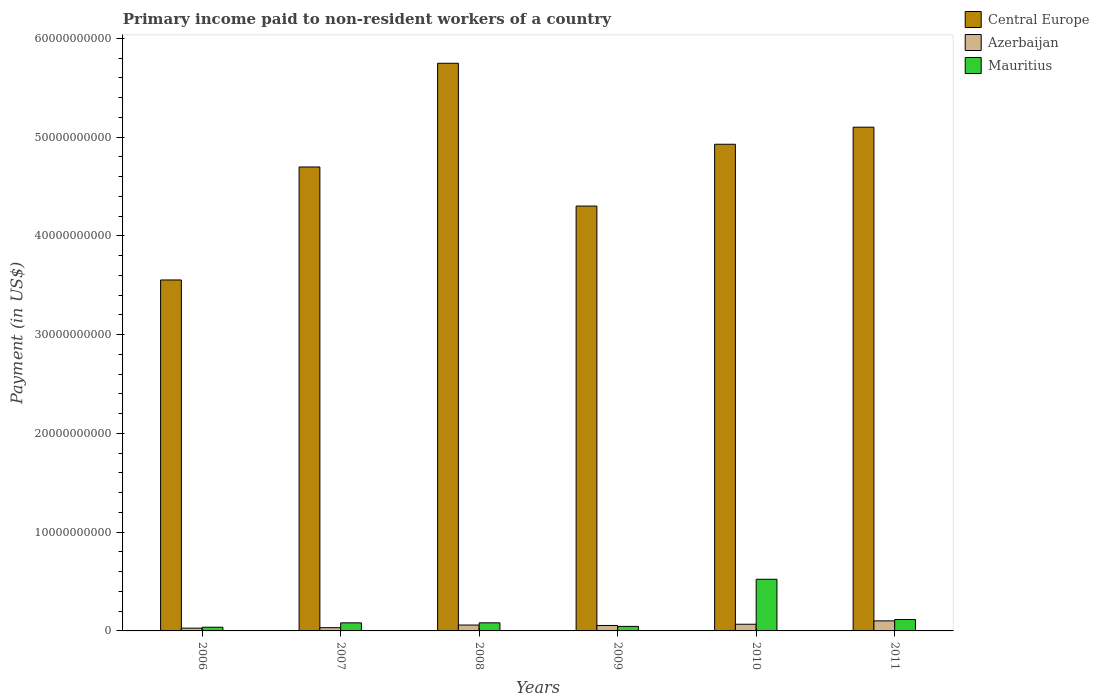 Primary income paid to non-resident workers of a country
Central Europe
Azerbaijan
Mauritius
60000000000
50000000000
40000000000
30000000000
20000000000
10000000000
0
Payment (in US$)
2006
2007
2008
2009
2010
2011
Years